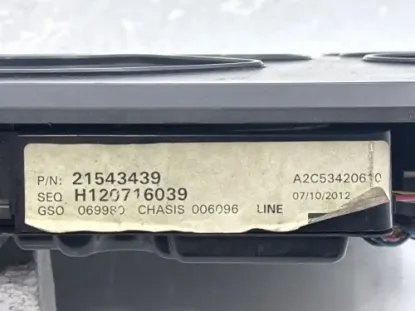 P/N: 21543439 A2C53420610
SEQ H120716039 07/10/2012
GSO 069980 CHASIS 006096 LINE